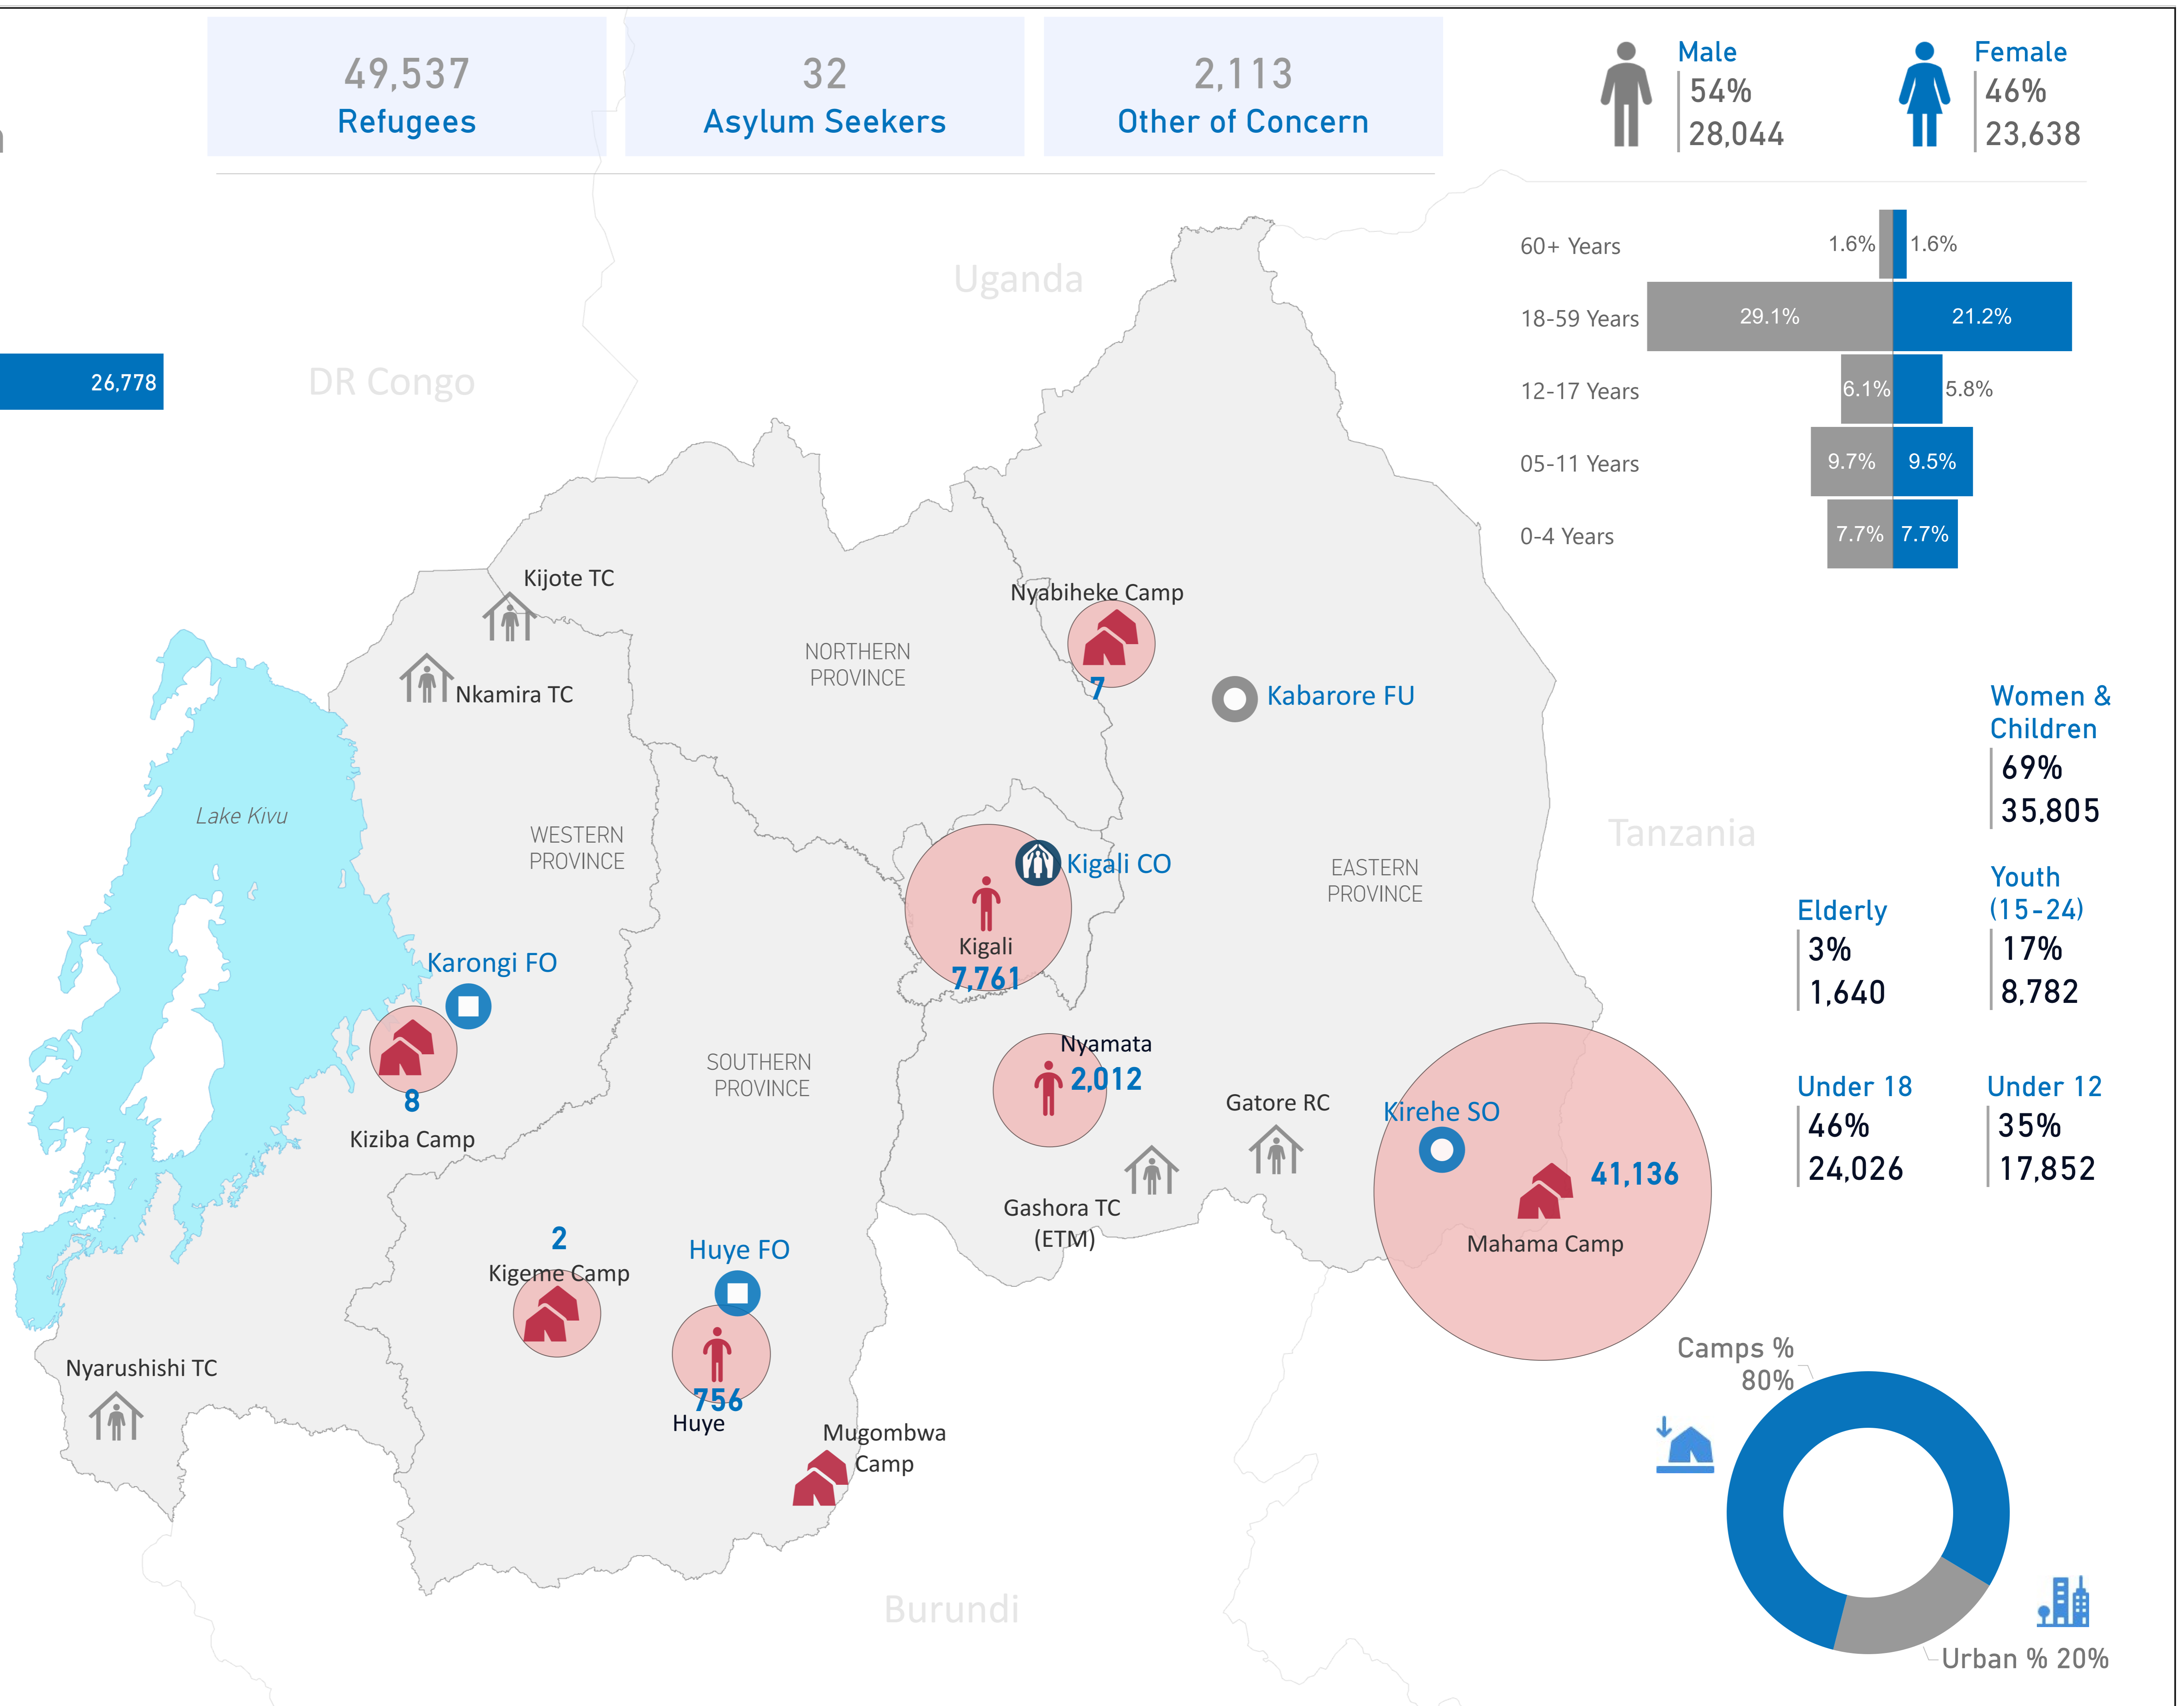 49,537
Refugees
32
Asylum Seekers
2,113
Other of Concern
Male
54%
28,044
Female
46%
23,638
60+ Years
1.6%
1.6%
18-59 Years
29.1%
21.2%
12-17 Years
6.1%
5.8%
05-11 Years
9.7%
9.5%
0-4 Years
7.7%
7.7%
26,778
Uganda
DR Congo
Kijote TC
Nkamira TC
NORTHERN
PROVINCE
Nyabiheke Camp
7
Kabarore FU
Women &
Children
69%
35,805
Lake Kivu
WESTERN
PROVINCE
Kigali CO
Kigali
7,761
EASTERN
PROVINCE
Tanzania
Elderly
3%
1,640
Youth
(15-24)
17%
8,782
Karongi FO
8
Kiziba Camp
SOUTHERN
PROVINCE
Nyamata
2,012
Gatore RC
Gashora TC
(ETM)
Kirehe SO
41,136
Mahama Camp
Under 18
46%
24,026
Under 12
35%
17,852
2
Kigeme Camp
Huye FO
756
Huye
Nyarushishi TC
Mugombwa
Camp
Camps %
80%
Urban % 20%
Burundi